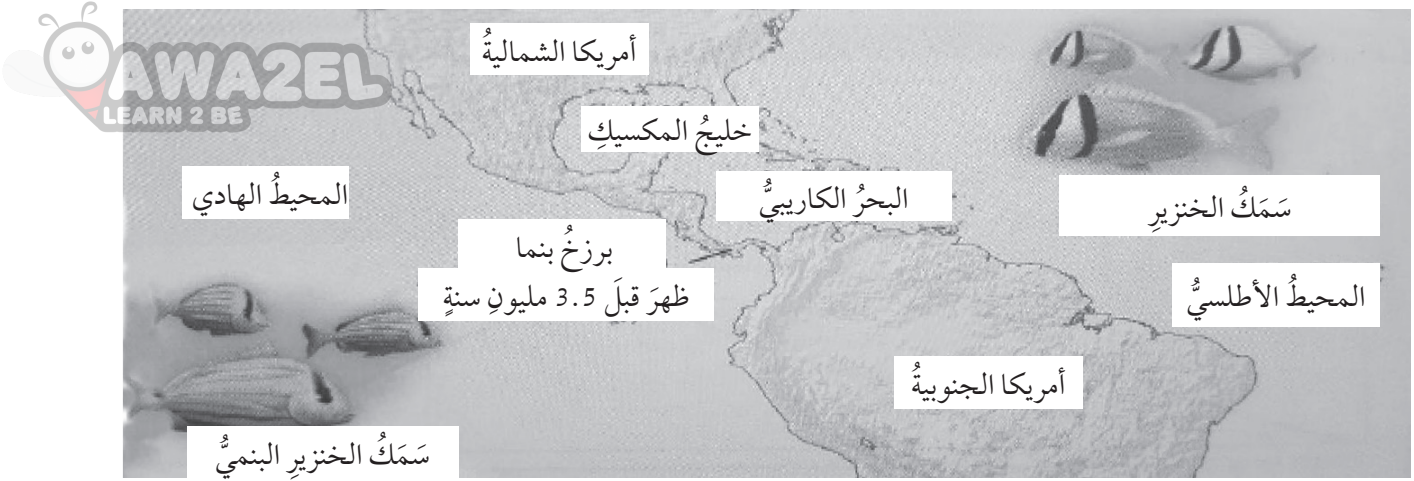 AWA2EL
LEARN 2 BE
أمريكا الشماليةُ
خليجُ المكسيكِ
المحيطُ الهادي
البحرُ الكاريبيُّ
سَمَكُ الخنزيرِ
برزخُ بنما
ظهرَ قبلَ 3.5 مليونِ سنةٍ
المحيطُ الأطلسيُّ
أمريكا الجنوبيةُ
سَمَكُ الخنزيرِ البنميُّ